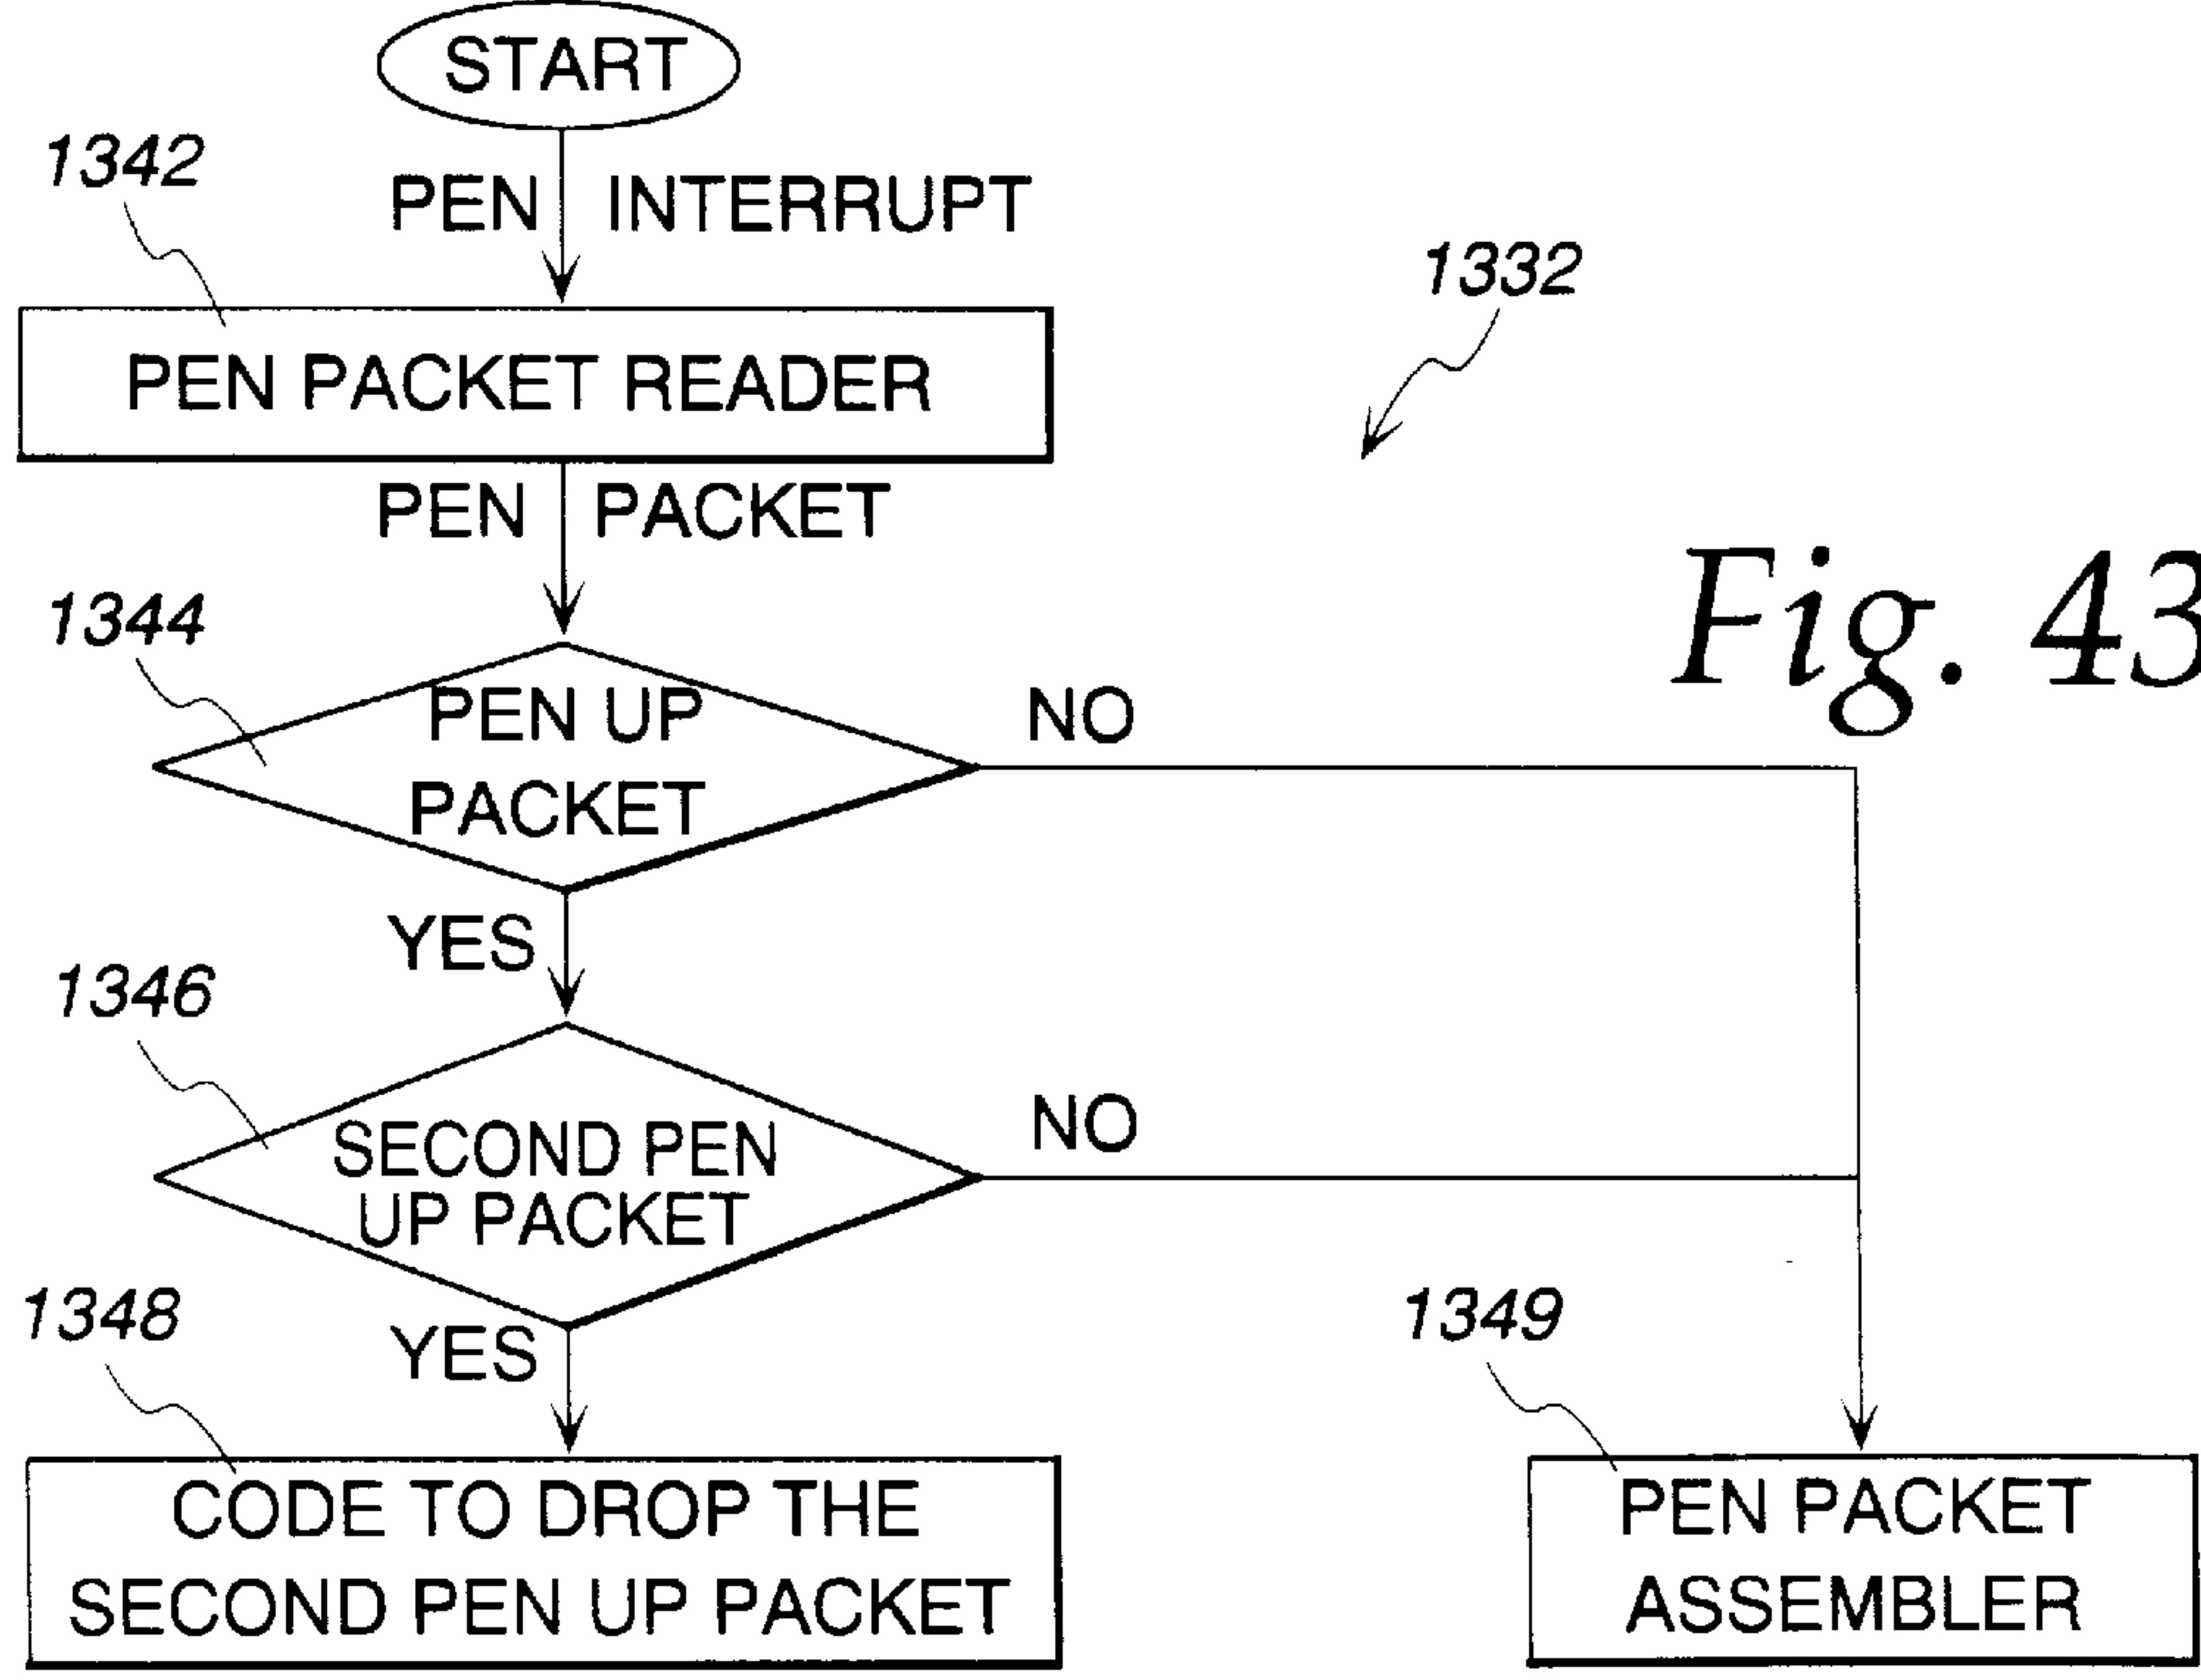 START
1342
PEN INTERRUPT
1332
PEN PACKET READER
PEN PACKET
Fig. 43
1344
PEN UP
PACKET
NO
YES
1346
SECOND PEN
UP PACKET
NO
1348
YES
1349
CODE TO DROP THE
SECOND PEN UP PACKET
PEN PACKET
ASSEMBLER